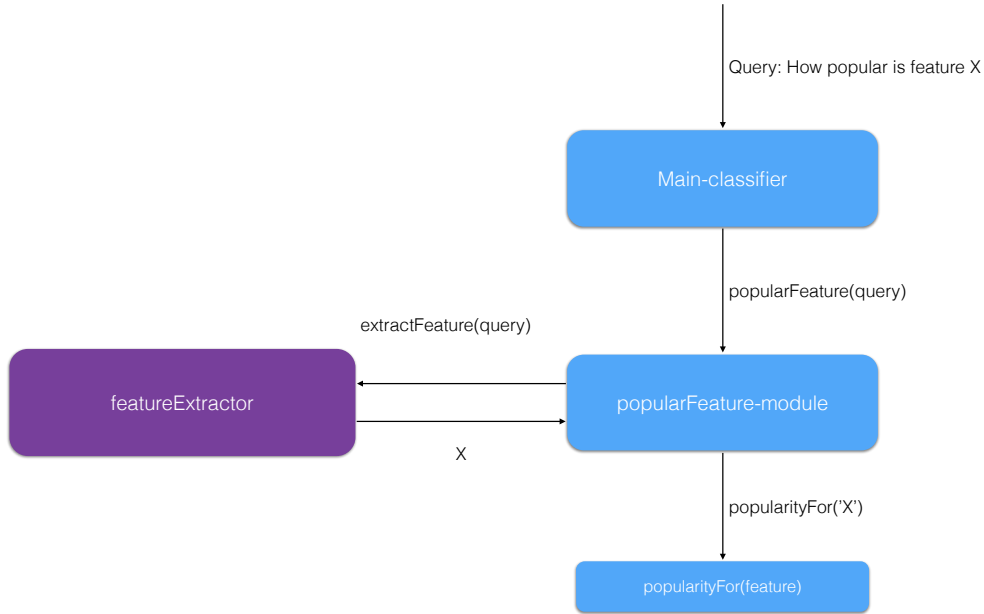 Query: How popular is feature X
Main-classifier
popularFeature(query)
extractFeature(query)
featureExtractor
popularFeature-module
X
popularityFor(’X’)
popularityFor(feature)